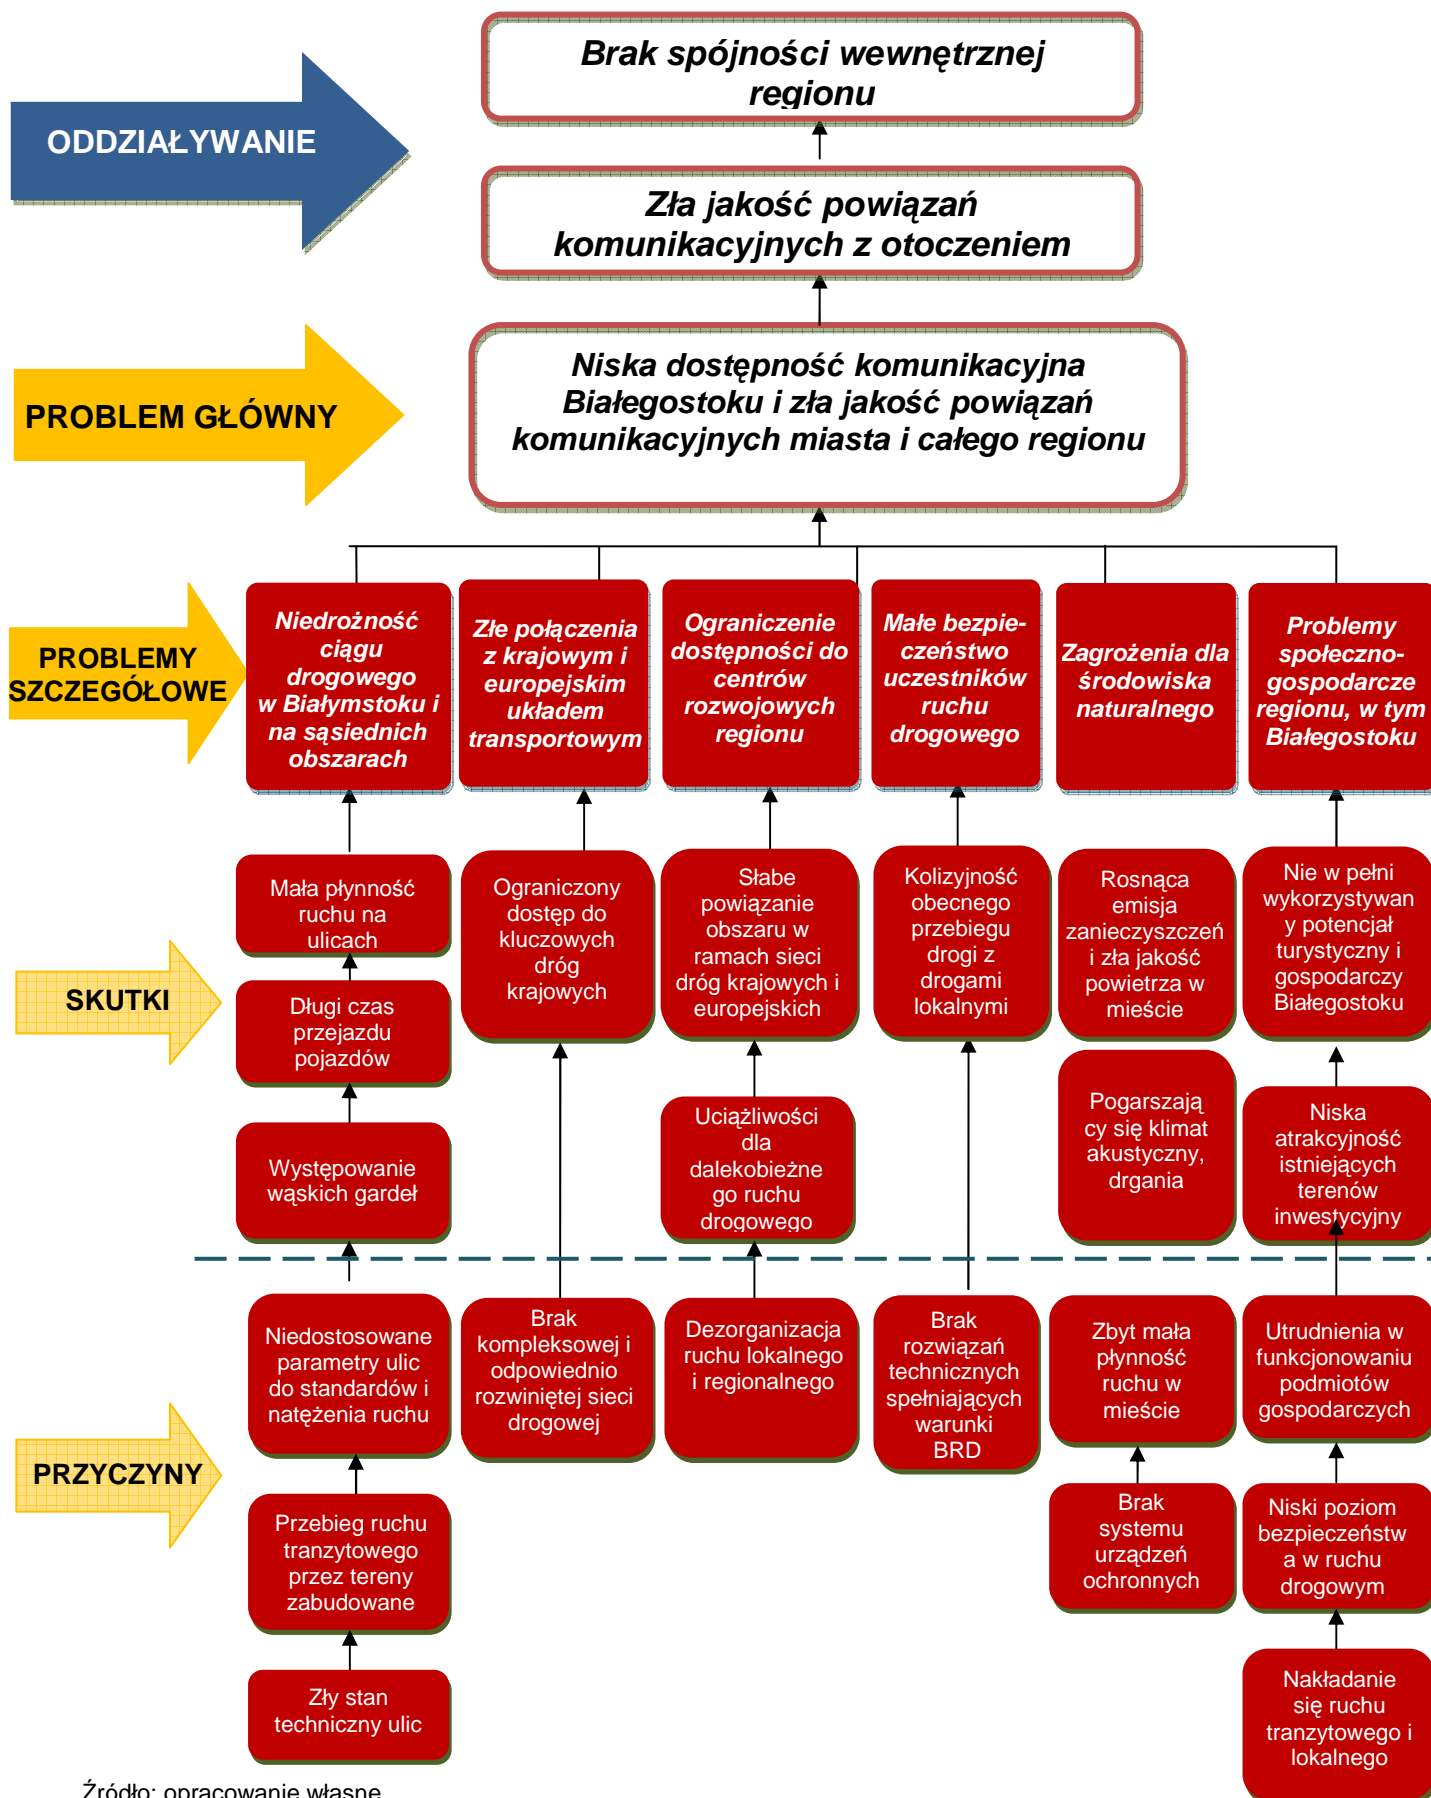 Brak spójności wewnętrznej
regionu
ODDZIAŁYWANIE
Zła jakość powiązań
komunikacyjnych z otoczeniem
Niska dostępność komunikacyjna
Białegostoku i zła jakość powiązań
komunikacyjnych miasta i całego regionu
PROBLEM GŁÓWNY
PROBLEMY
SZCZEGÓŁOWE
Niedrożność
ciągu
drogowego
w Białymstoku i
na sąsiednich
obszarach
Złe połączenia
z krajowym i
europejskim
układem
transportowym
Ograniczenie
dostępności do
centrów
rozwojowych
regionu
Małe bezpie-
czeństwo
uczestników
ruchu
drogowego
Zagrożenia dla
środowiska
naturalnego
Problemy
społeczno-
gospodarcze
regionu, w tym
Białegostoku
SKUTKI
Mała płynność
ruchu na
ulicach
Długi czas
przejazdu
pojazdów
Występowanie
wąskich gardeł
Ograniczony
dostęp do
kluczowych
dróg
krajowych
Słabe
powiązanie
obszaru w
ramach sieci
dróg krajowych i
europejskich
Uciążliwości
dla
dalekobieżne
go ruchu
drogowego
Kolizyjność
obecnego
przebiegu
drogi z
drogami
lokalnymi
Rosnąca
emisja
zanieczyszczeń
i zła jakość
powietrza w
mieście
Pogarszają
cy się klimat
akustyczny,
drgania
Nie w pełni
wykorzystywan
y potencjał
turystyczny i
gospodarczy
Białegostoku
Niska
atrakcyjność
istniejących
terenów
inwestycyjny
PRZYCZYNY
Niedostosowane
parametry ulic
do standardów i
natężenia ruchu
Przebieg ruchu
tranzytowego
przez tereny
zabudowane
Zły stan
techniczny ulic
Brak
kompleksowej i
odpowiednio
rozwiniętej sieci
drogowej
Dezorganizacja
ruchu lokalnego
i regionalnego
Brak
rozwiązań
technicznych
spełniających
warunki
BRD
Zbyt mała
płynność
ruchu w
mieście
Brak
systemu
urządzeń
ochronnych
Utrudnienia w
funkcjonowaniu
podmiotów
gospodarczych
Niski poziom
bezpieczeństw
a w ruchu
drogowym
Nakładanie
się ruchu
tranzytowego i
lokalnego
Źródło: opracowanie własne